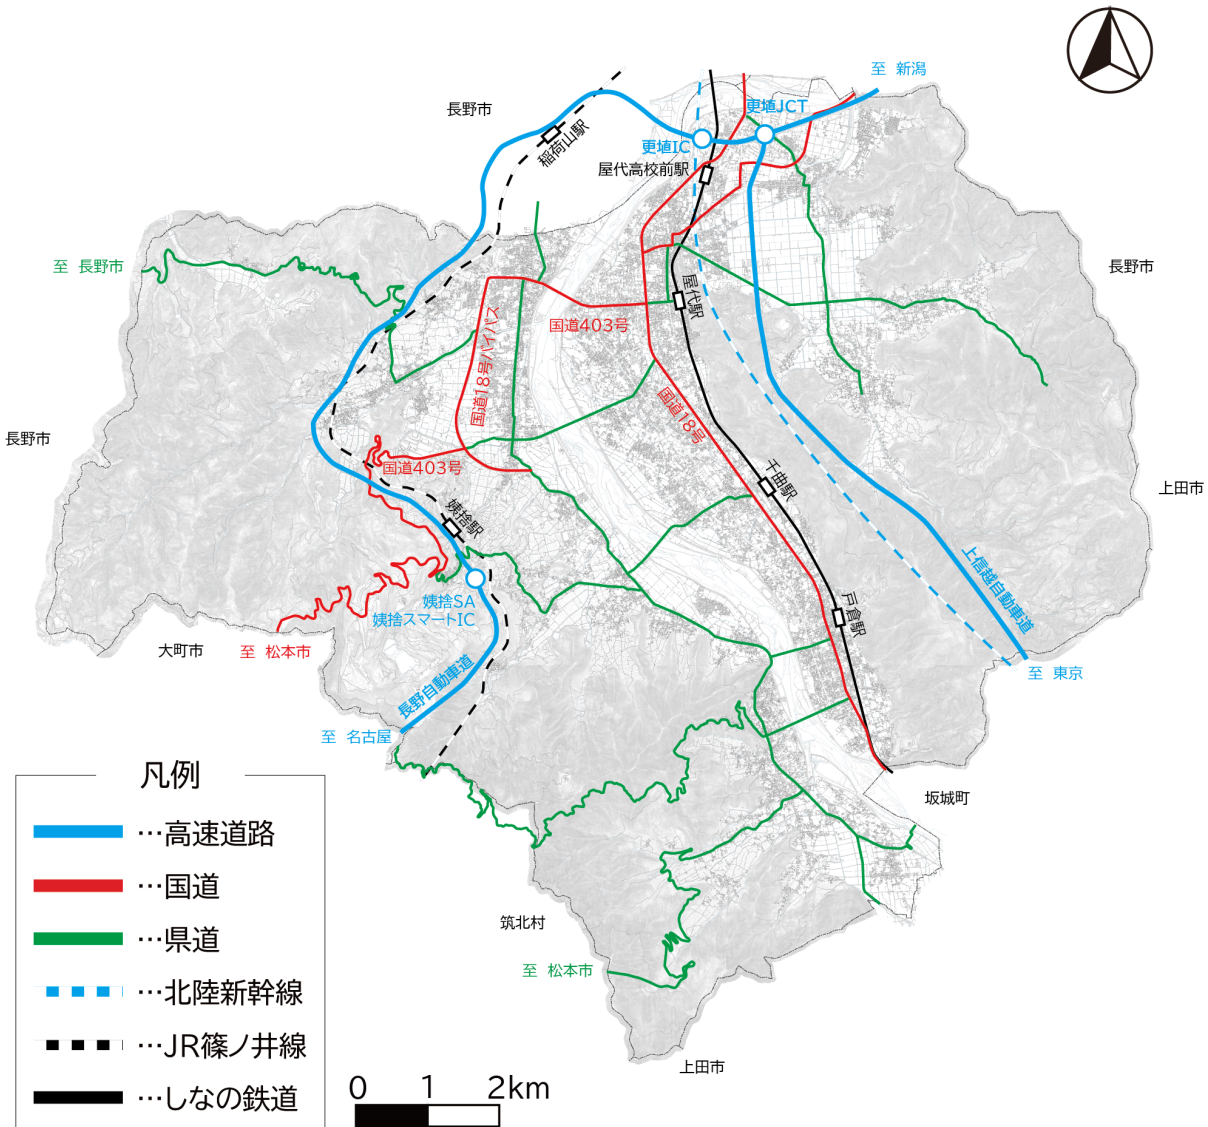 至 新潟
長野市
更埴JCT
稲荷山駅
更埴IC
屋代高校前駅
至 長野市
長野市
屋代駅
国道403号
国道18号バイパス
国道18号
長野市
国道403号
千曲駅
上田市
姨捨駅
上信越自動車道
姨捨SA
姨捨スマートIC
戸倉駅
大町市
至 松本市
至 東京
長野自動車道
至 名古屋
坂城町
凡例
…高速道路
…国道
…県道
…北陸新幹線
…JR篠ノ井線
…しなの鉄道
筑北村
至 松本市
上田市
0 1 2km